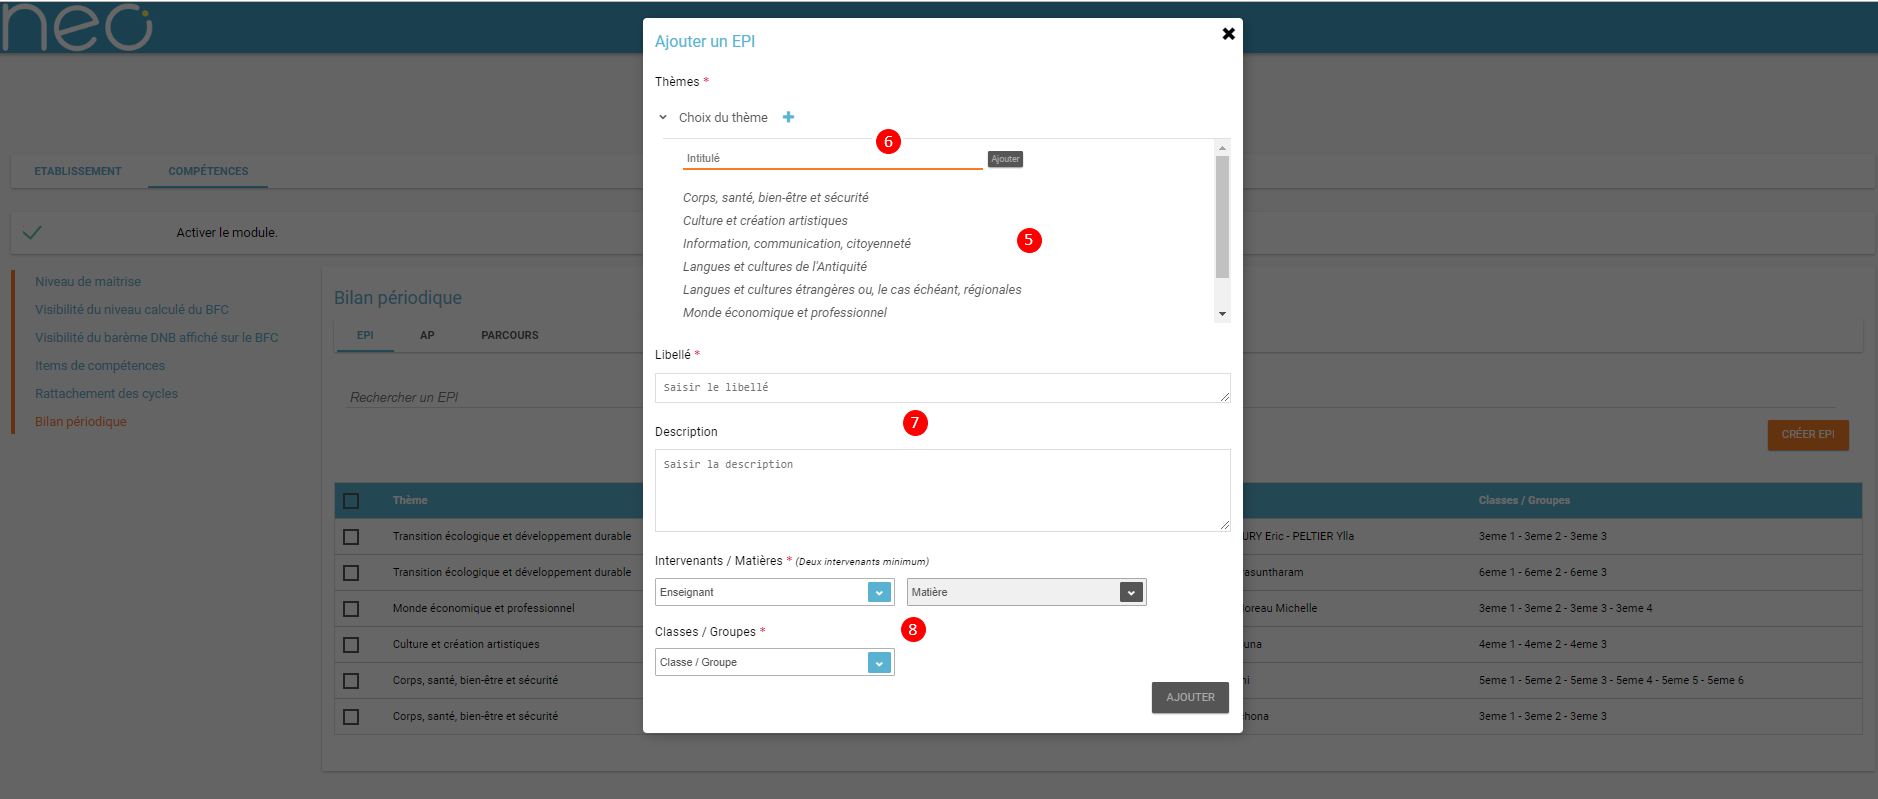 neo
ETABLISSEMENT COMPÉTENCES
Activer le module.
Niveau de maitrise
Visibilité du niveau calculé du BFC
Visibilité du barème DNB affiché sur le BFC
Items de compétences
Rattachement des cycles
Bilan périodique
Bilan périodique
EPI AP PARCOURS
Rechercher un EPI
CRÉER EPI
Thème Classes / Groupes
Transition écologique et développement durable URY Eric - PELTIER Ylla 3eme 1 - 3eme 2 - 3eme 3
Transition écologique et développement durable asuntharam 6eme 1 - 6eme 2 - 6eme 3
Monde économique et professionnel oreau Michelle 3eme 1 - 3eme 2 - 3eme 3 - 3eme 4
Culture et création artistiques una 4eme 1 - 4eme 2 - 4eme 3
Corps, santé, bien-être et sécurité ni 5eme 1 - 5eme 2 - 5eme 3 - 5eme 4 - 5eme 5 - 5eme 6
Corps, santé, bien-être et sécurité hona 3eme 1 - 3eme 2 - 3eme 3
Ajouter un EPI
Thèmes *
Choix du thème
6
Intitulé Ajouter
Corps, santé, bien-être et sécurité
Culture et création artistiques
Information, communication, citoyenneté
5
Langues et cultures de l'Antiquité
Langues et cultures étrangères ou, le cas échéant, régionales
Monde économique et professionnel
Libellé *
Saisir le libellé
7
Description
Saisir la description
Intervenants / Matières * (Deux intervenants minimum)
Enseignant Matière
Classes / Groupes *
8
Classe / Groupe
AJOUTER